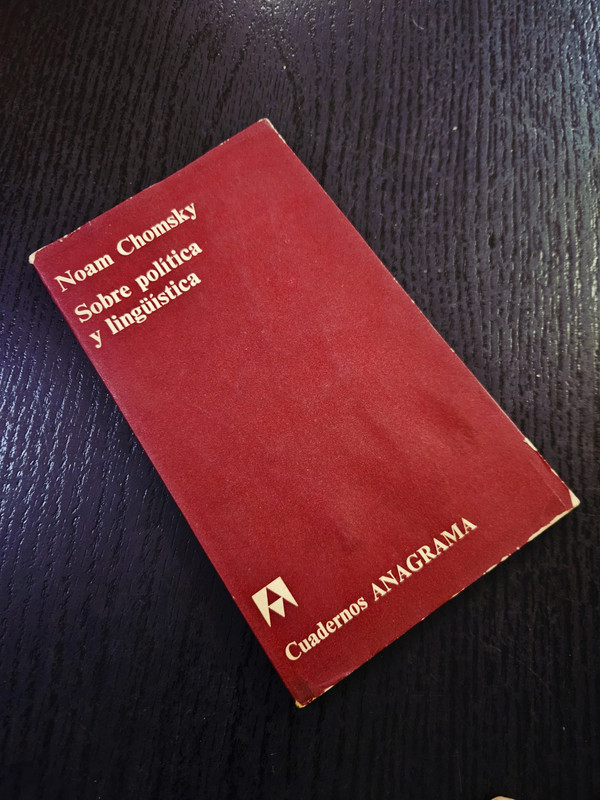 Noam Chomsky
Sobre política
y lingüística
Cuadernos ANAGRAMA